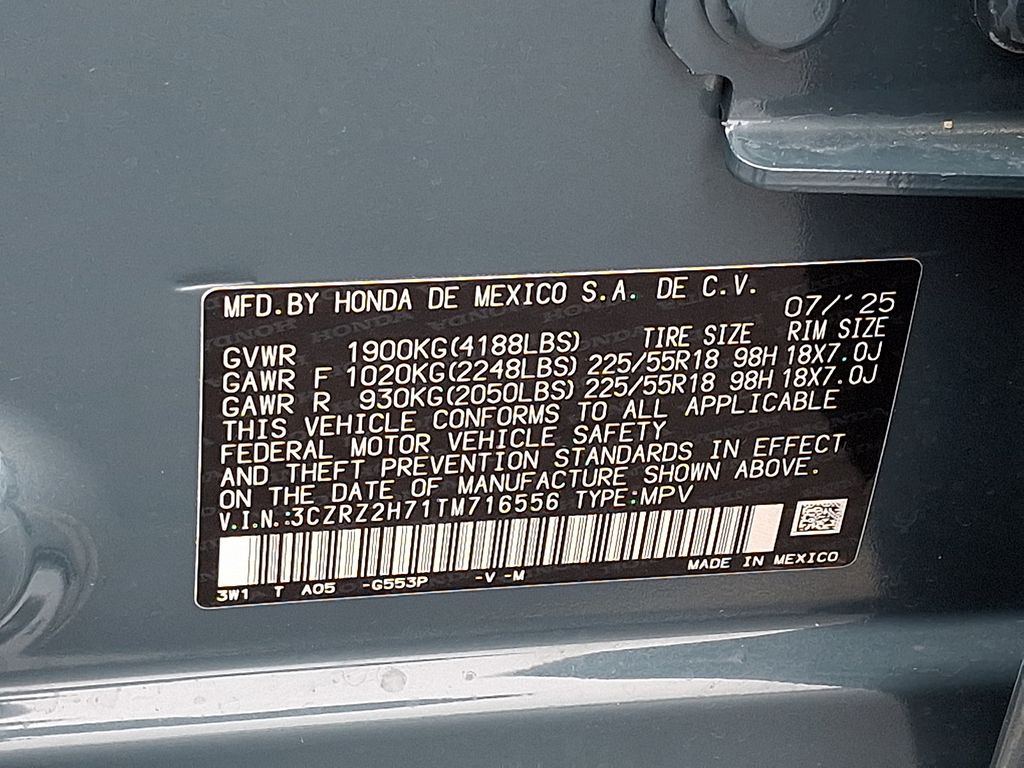 MFD.BY HONDA DE MEXICO S.A. DE C.V.
07/'25
TIRE SIZE RIM SIZE
GVWR 1900KG(4188LBS)
GAWR F 1020KG(2248LBS) 225/55R18 98H 18X7.0J
GAWR R 930KG(2050LBS) 225/55R18 98H 18X7.0J
THIS VEHICLE CONFORMS TO ALL APPLICABLE
FEDERAL MOTOR VEHICLE SAFETY
AND THEFT PREVENTION STANDARDS IN EFFECT
ON THE DATE OF MANUFACTURE SHOWN ABOVE.
V.I.N.:3CZRZ2H71TM716556 TYPE:MPV
3W1 T A05 -G553P -V -M MADE IN MEXICO